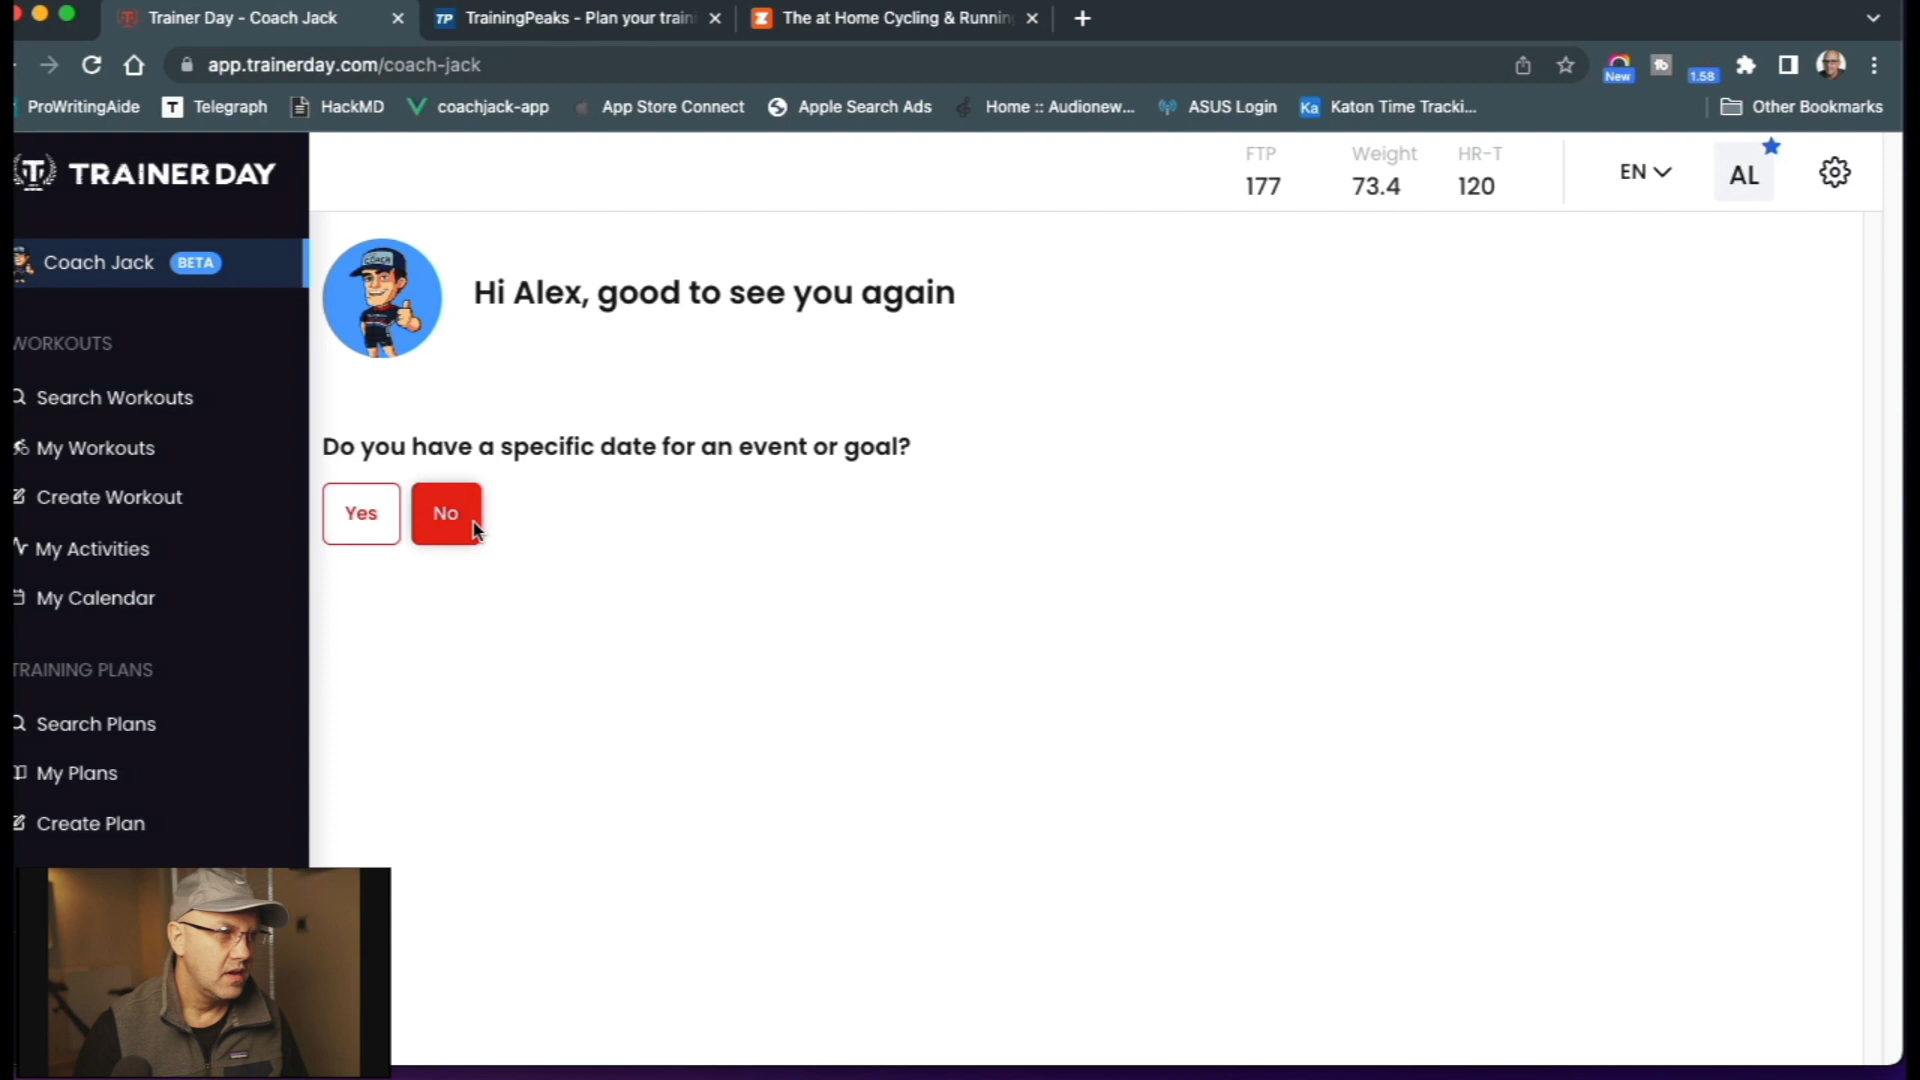 Trainer Day - Coach Jack
TP TrainingPeaks - Plan your traini
The at Home Cycling & Runnin
app.trainerday.com/coach-jack
New
1.58
ProWritingAide
T Telegraph
HackMD
coachjack-app
App Store Connect
Apple Search Ads
Home :: Audionew...
ASUS Login
Ka Katon Time Tracki...
Other Bookmarks
TRAINER DAY
FTP
177
Weight
73.4
HR-T
120
EN
AL
Coach Jack BETA
COACH
Hi Alex, good to see you again
WORKOUTS
Search Workouts
My Workouts
Create Workout
My Activities
My Calendar
TRAINING PLANS
Search Plans
My Plans
Create Plan
Do you have a specific date for an event or goal?
Yes
No